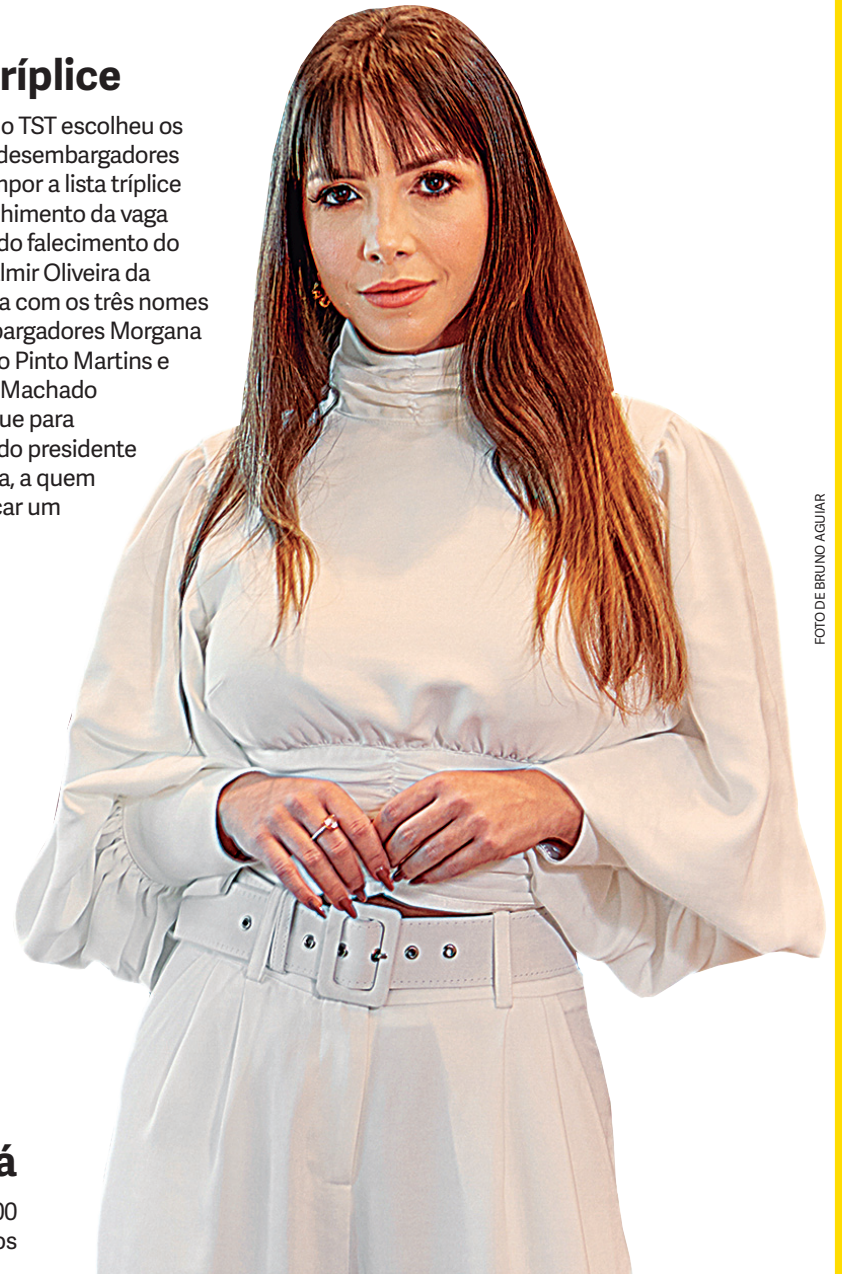 ríplice
o TST escolheu os
desembargadores
npor a lista tríplice
himento da vaga
do falecimento do
lmir Oliveira da
a com os três nomes
bargadores Morgana
o Pinto Martins e
Machado
ue para
do presidente
a, a quem
car um
FOTO DE BRUNO AGUIAR
á
00
os